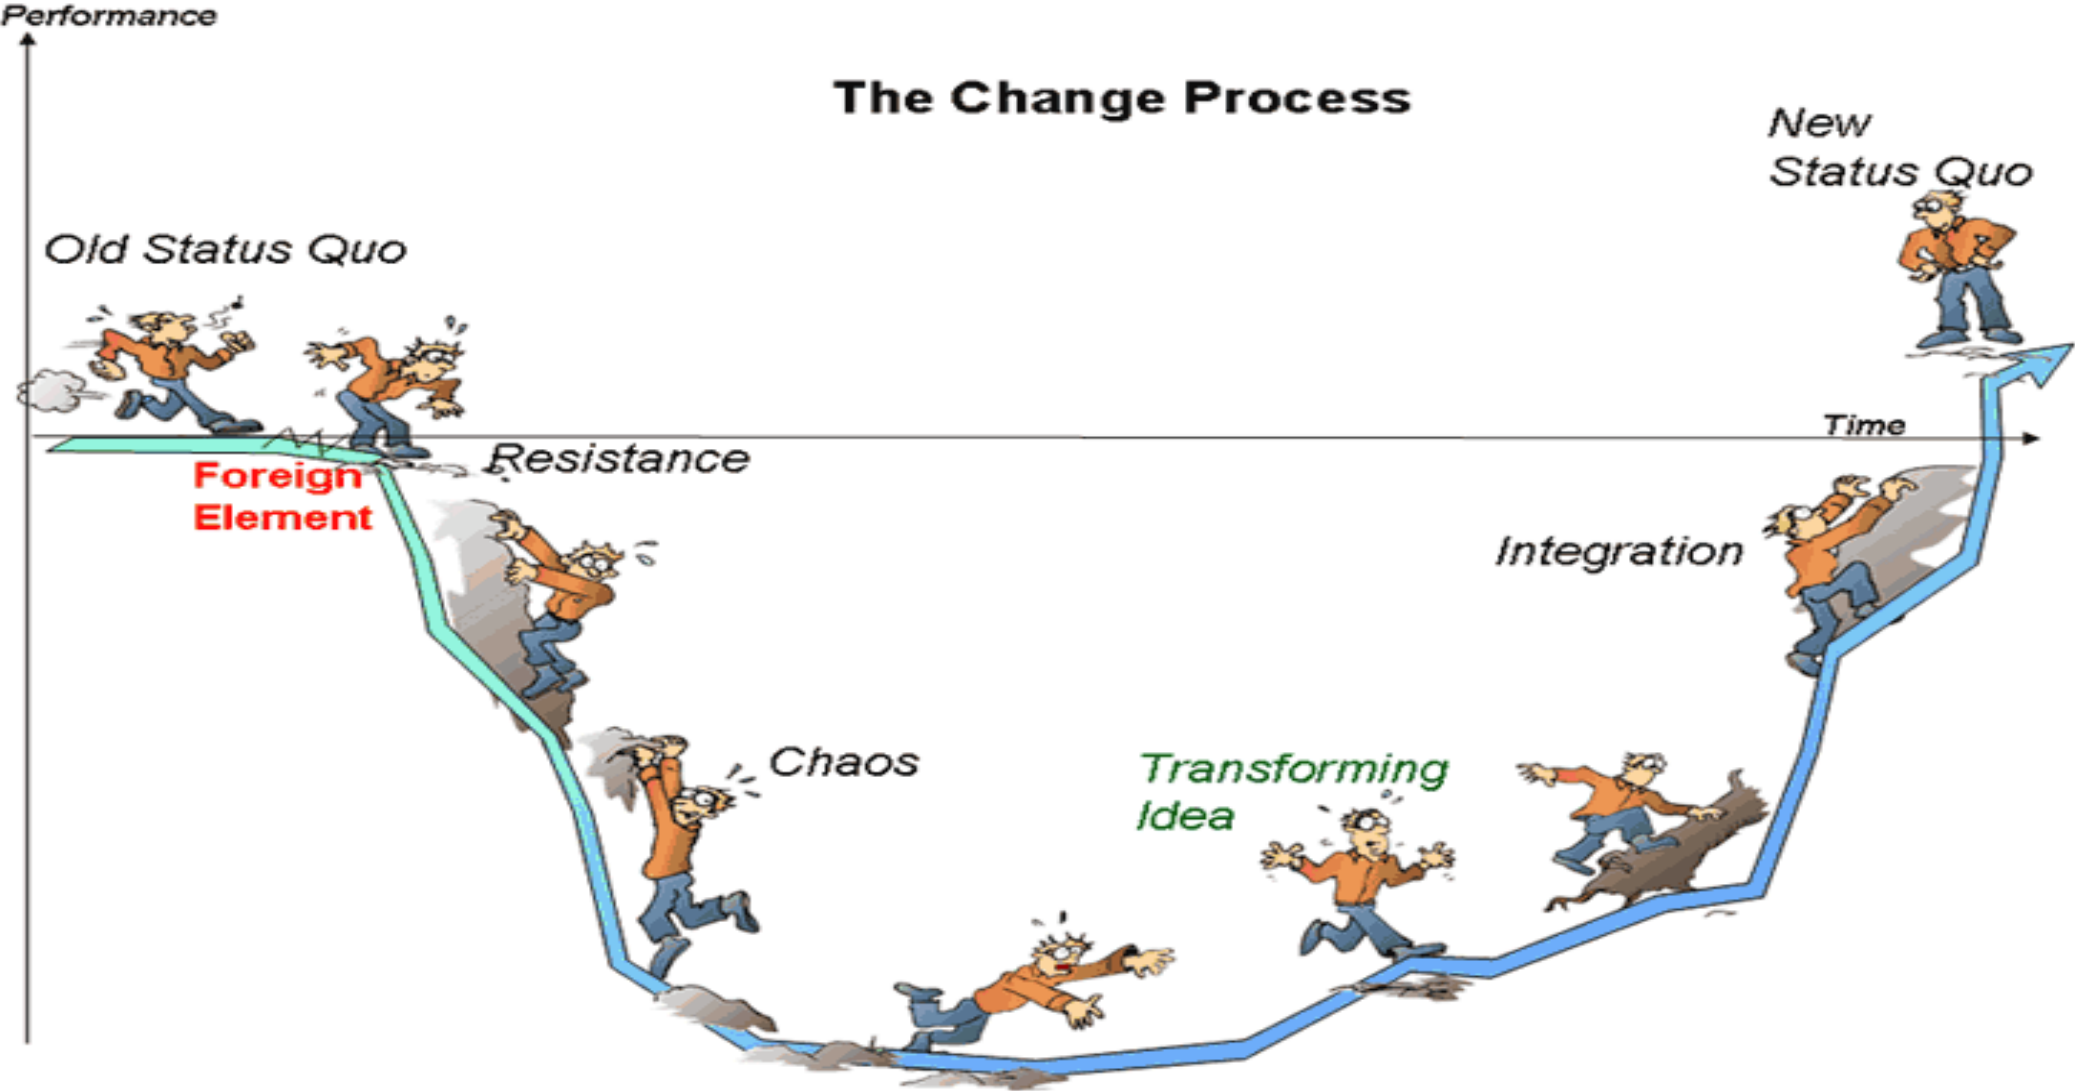 Performance
The Change Process
New
Status Quo
Old Status Quo
Time
Resistance
Foreign
Element
Integration
Chaos
Transforming
Idea